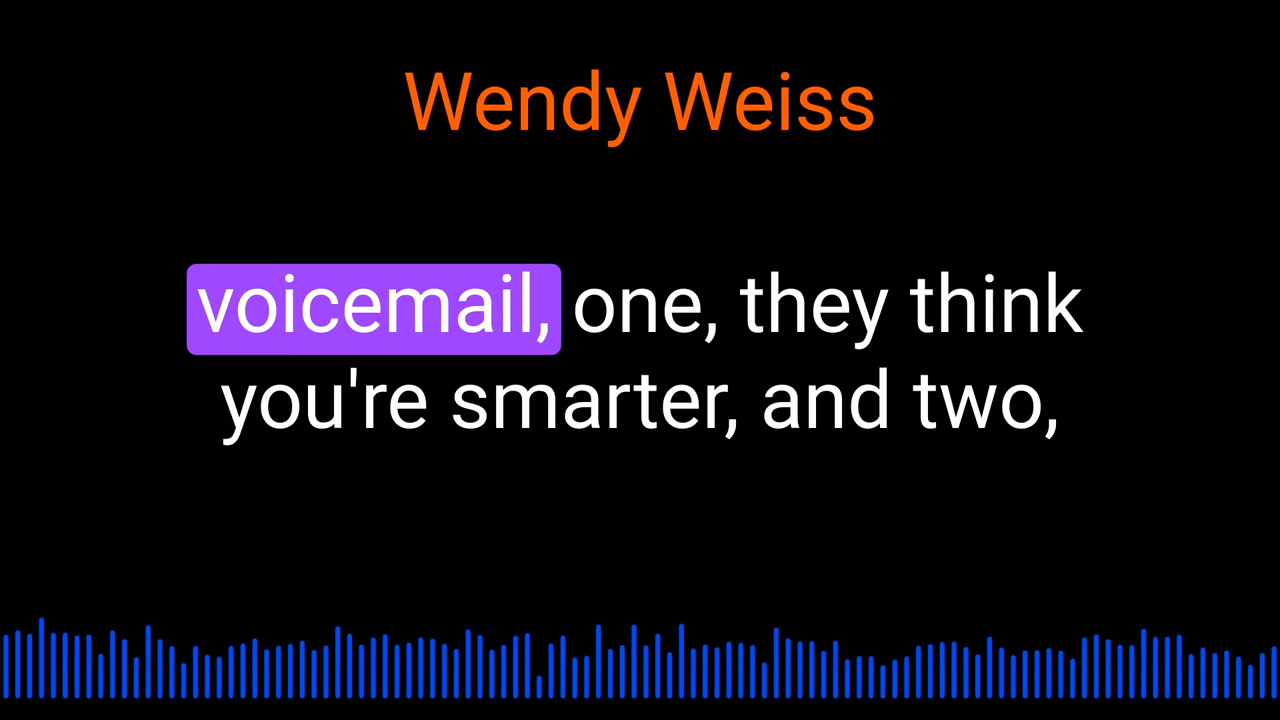 Wendy Weiss
voicemail, one, they think
you're smarter, and two,